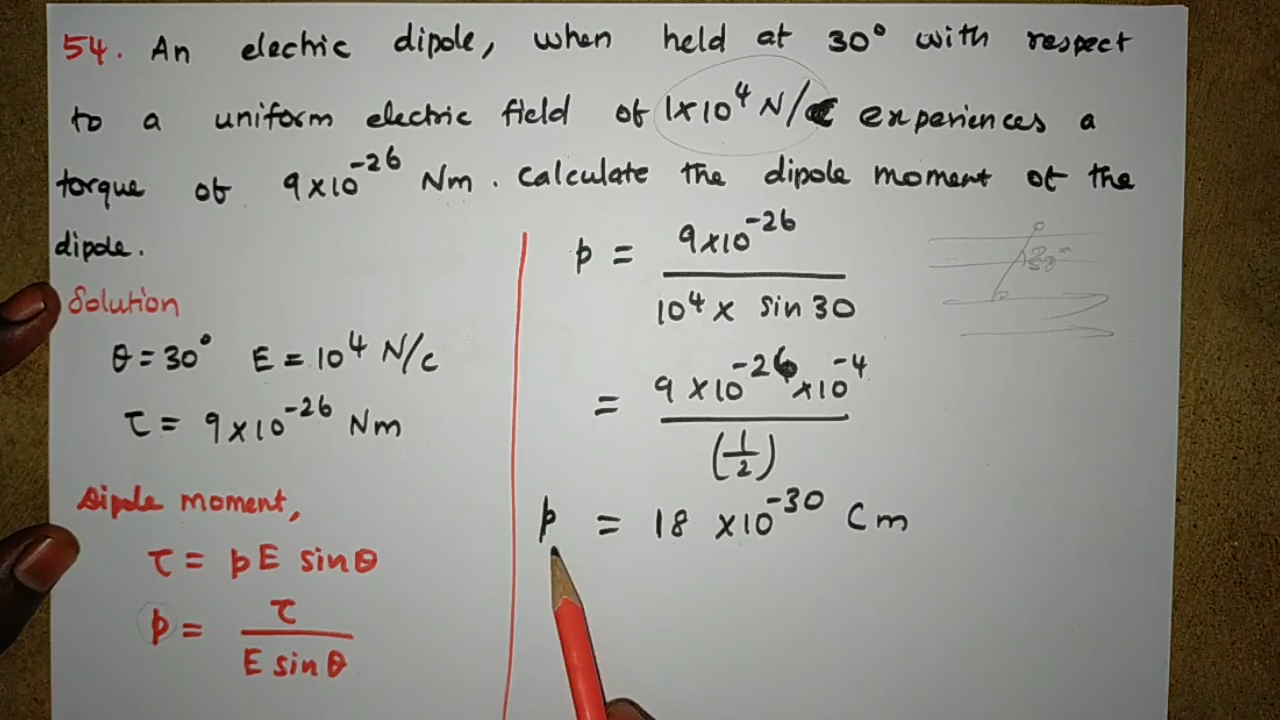 54. An electric dipole, when held at 30° with respect
to a uniform electric field of 1×10⁴ N/C experiences a
torque of 9×10⁻²⁶ Nm. Calculate the dipole moment of the
dipole.
Solution
θ = 30° E = 10⁴ N/c
τ = 9×10⁻²⁶ Nm
Dipole moment,
τ = pE sinθ
p = τ / E sinθ
p = 9×10⁻²⁶ / 10⁴ × sin 30
= 9×10⁻²⁶ × 10⁻⁴ / (1/2)
p = 18 ×10⁻³⁰ Cm
30°